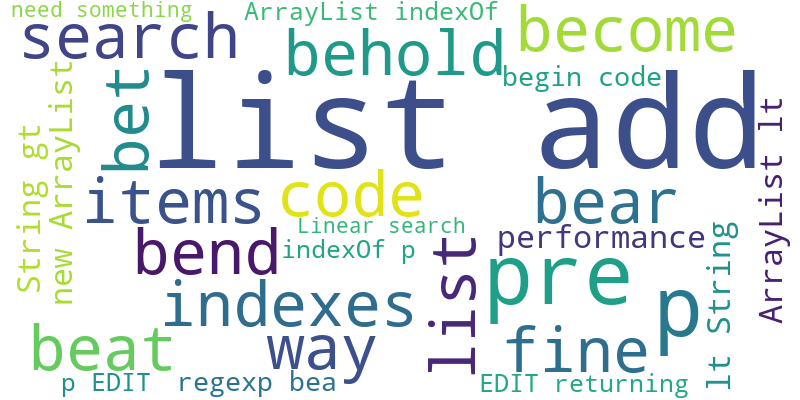 need something
ArrayList indexOf
search
behold
become
begin code
bet
list add
String gt
new ArrayList
ArrayList lt
items
code
bear
Linear search
performance
bend
indexOf p
list
pre
lt String
indexes
p
beat
way
fine
p EDIT
regexp bea
EDIT returning